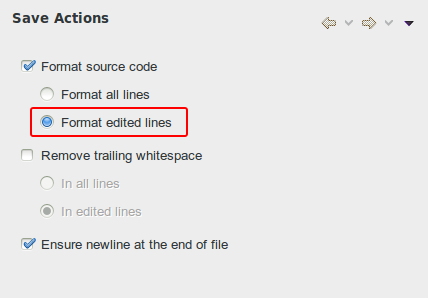 Save Actions
Format source code
Format all lines
Format edited lines
Remove trailing whitespace
In all lines
In edited lines
Ensure newline at the end of file